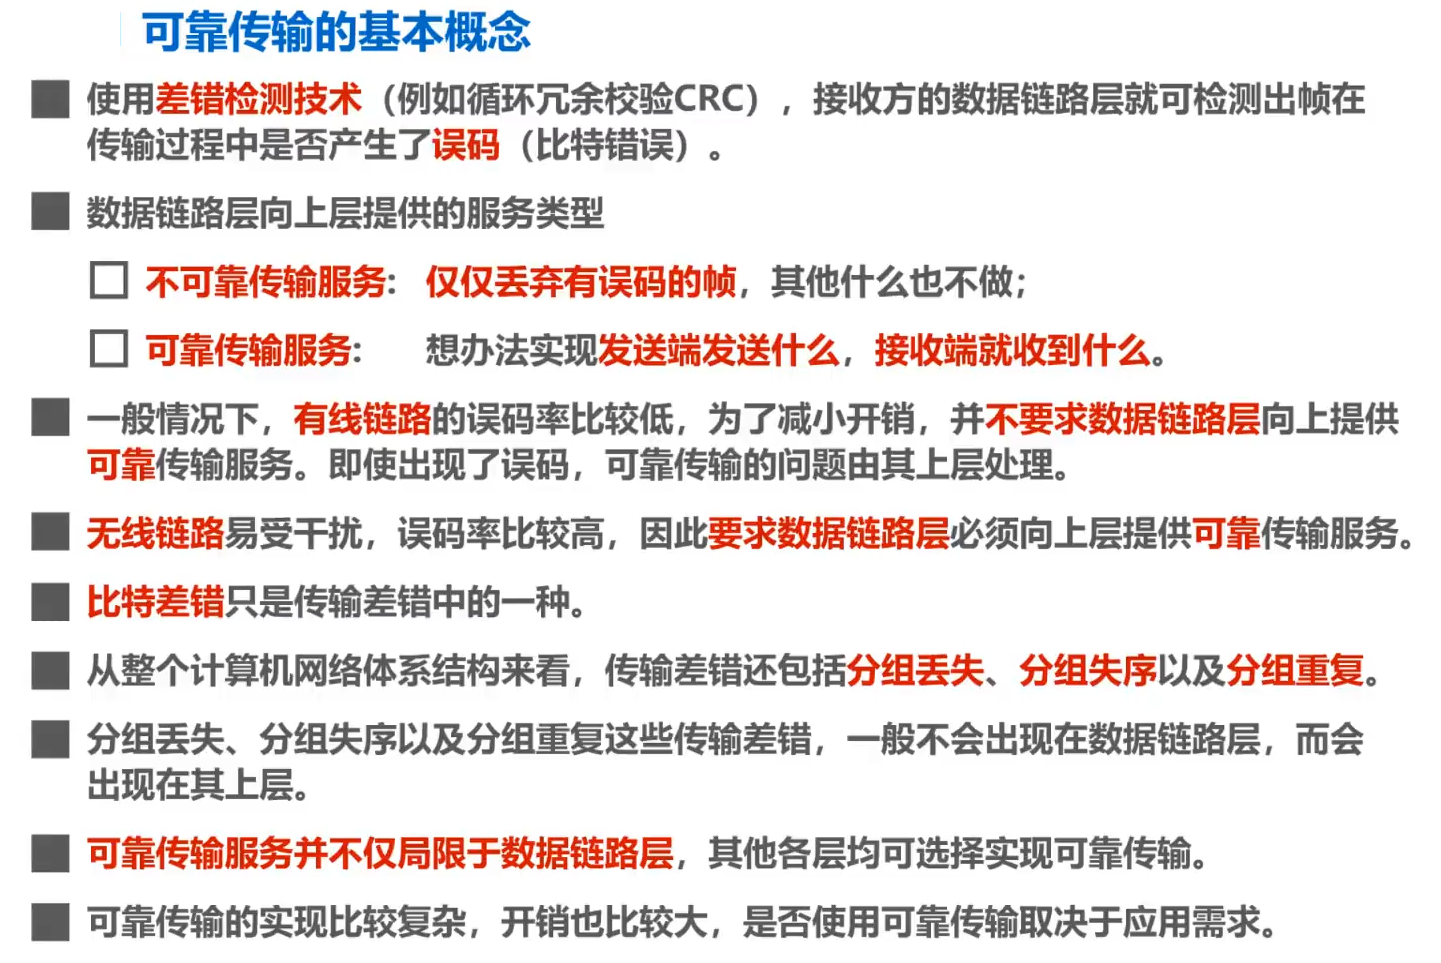 可靠传输的基本概念
使用差错检测技术（例如循环冗余校验CRC），接收方的数据链路层就可检测出帧在
传输过程中是否产生了误码（比特错误）。
数据链路层向上层提供的服务类型
不可靠传输服务：仅仅丢弃有误码的帧，其他什么也不做；
可靠传输服务：想办法实现发送端发送什么，接收端就收到什么。
一般情况下，有线链路的误码率比较低，为了减小开销，并不要求数据链路层向上提供
可靠传输服务。即使出现了误码，可靠传输的问题由其上层处理。
无线链路易受干扰，误码率比较高，因此要求数据链路层必须向上层提供可靠传输服务。
比特差错只是传输差错中的一种。
从整个计算机网络体系结构来看，传输差错还包括分组丢失、分组失序以及分组重复。
分组丢失、分组失序以及分组重复这些传输差错，一般不会出现在数据链路层，而会
出现在其上层。
可靠传输服务并不仅局限于数据链路层，其他各层均可选择实现可靠传输。
可靠传输的实现比较复杂，开销也比较大，是否使用可靠传输取决于应用需求。